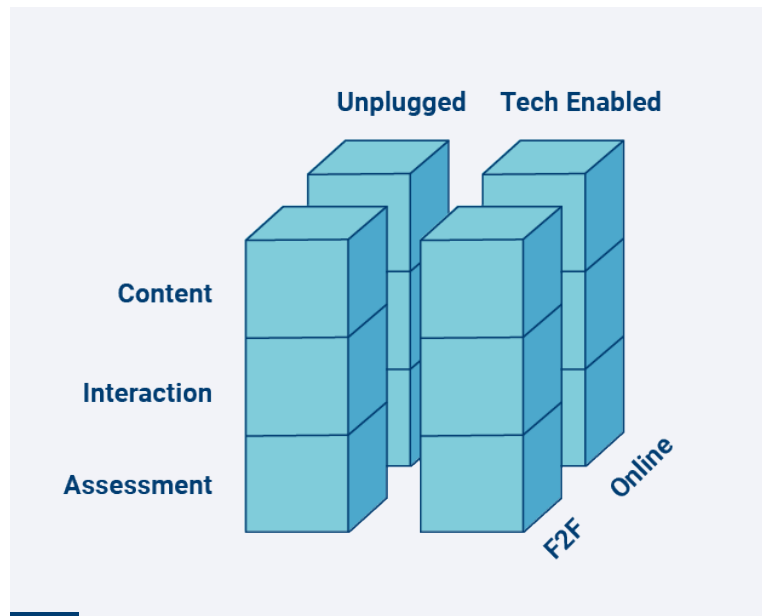 Unplugged
Tech Enabled
Content
Interaction
Assessment
F2F
Online